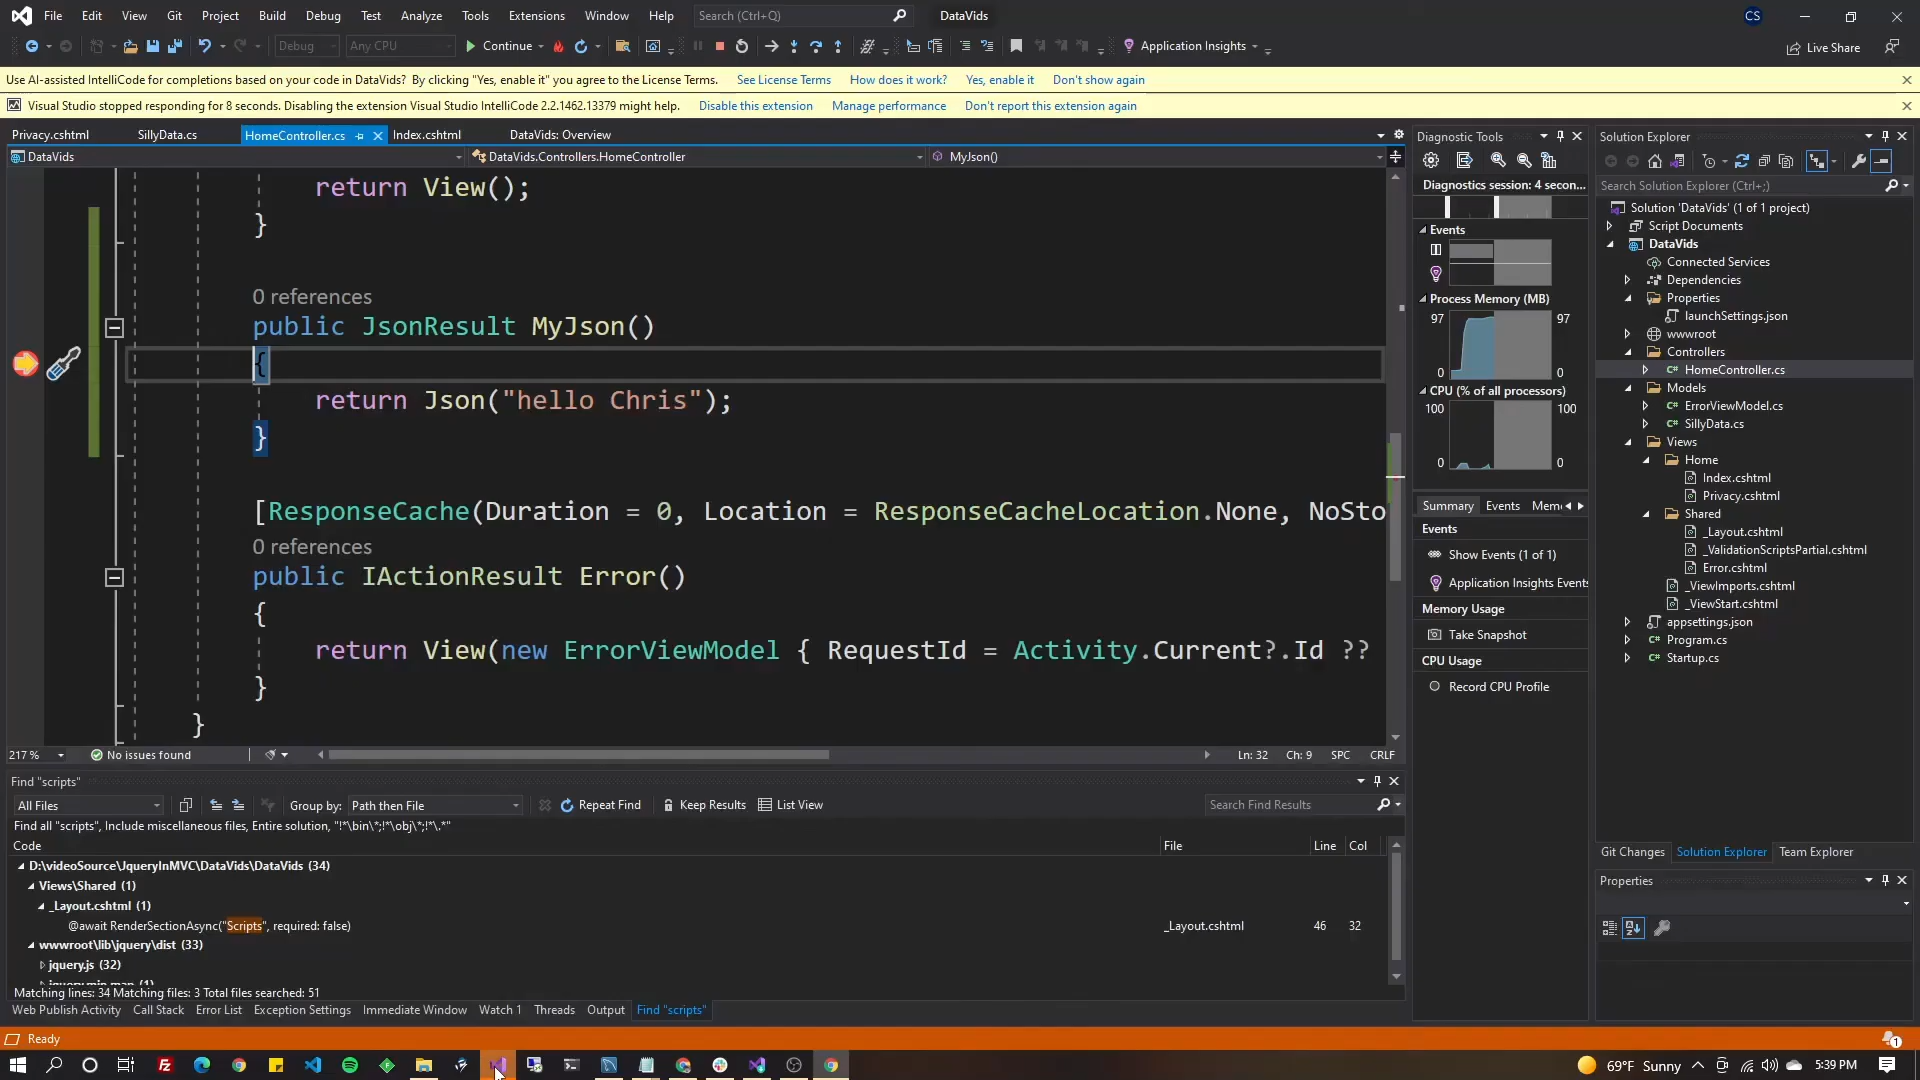 File Edit View Git Project Build Debug Test Analyze Tools Extensions Window Help Search (Ctrl+Q) DataVids CS
Debug Any CPU Continue Application Insights Live Share
Use AI-assisted IntelliCode for completions based on your code in DataVids? By clicking "Yes, enable it" you agree to the License Terms. See License Terms How does it work? Yes, enable it Don't show again
Visual Studio stopped responding for 8 seconds. Disabling the extension Visual Studio IntelliCode 2.2.1462.13379 might help. Disable this extension Manage performance Don't report this extension again
Privacy.cshtml SillyData.cs HomeController.cs Index.cshtml DataVids: Overview
DataVids DataVids.Controllers.HomeController MyJson()
return View();
}
0 references
public JsonResult MyJson()
{
return Json("hello Chris");
}
[ResponseCache(Duration = 0, Location = ResponseCacheLocation.None, NoSto
0 references
public IActionResult Error()
{
return View(new ErrorViewModel { RequestId = Activity.Current?.Id ??
}
}
217 % No issues found Ln: 32 Ch: 9 SPC CRLF
Diagnostic Tools
Diagnostics session: 4 secon...
Events
Process Memory (MB)
97 97
0 0
CPU (% of all processors)
100 100
0 0
Summary Events Mem
Events
Show Events (1 of 1)
Application Insights Events
Memory Usage
Take Snapshot
CPU Usage
Record CPU Profile
Solution Explorer
Search Solution Explorer (Ctrl+;)
Solution 'DataVids' (1 of 1 project)
Script Documents
DataVids
Connected Services
Dependencies
Properties
launchSettings.json
wwwroot
Controllers
HomeController.cs
Models
ErrorViewModel.cs
SillyData.cs
Views
Home
Index.cshtml
Privacy.cshtml
Shared
_Layout.cshtml
_ValidationScriptsPartial.cshtml
Error.cshtml
_ViewImports.cshtml
_ViewStart.cshtml
appsettings.json
Program.cs
Startup.cs
Git Changes Solution Explorer Team Explorer
Properties
Find "scripts"
All Files Group by: Path then File Repeat Find Keep Results List View Search Find Results
Find all "scripts", Include miscellaneous files, Entire solution, "!*\bin\*;!*\obj\*;!*\.*"
Code File Line Col
D:\videoSource\JqueryInMVC\DataVids\DataVids (34)
Views\Shared (1)
_Layout.cshtml (1)
@await RenderSectionAsync("Scripts", required: false) _Layout.cshtml 46 32
wwwroot\lib\jquery\dist (33)
jquery.js (32)
jquery.min.map (1)
Matching lines: 34 Matching files: 3 Total files searched: 51
Web Publish Activity Call Stack Error List Exception Settings Immediate Window Watch 1 Threads Output Find "scripts"
Ready 1
69°F Sunny 5:39 PM